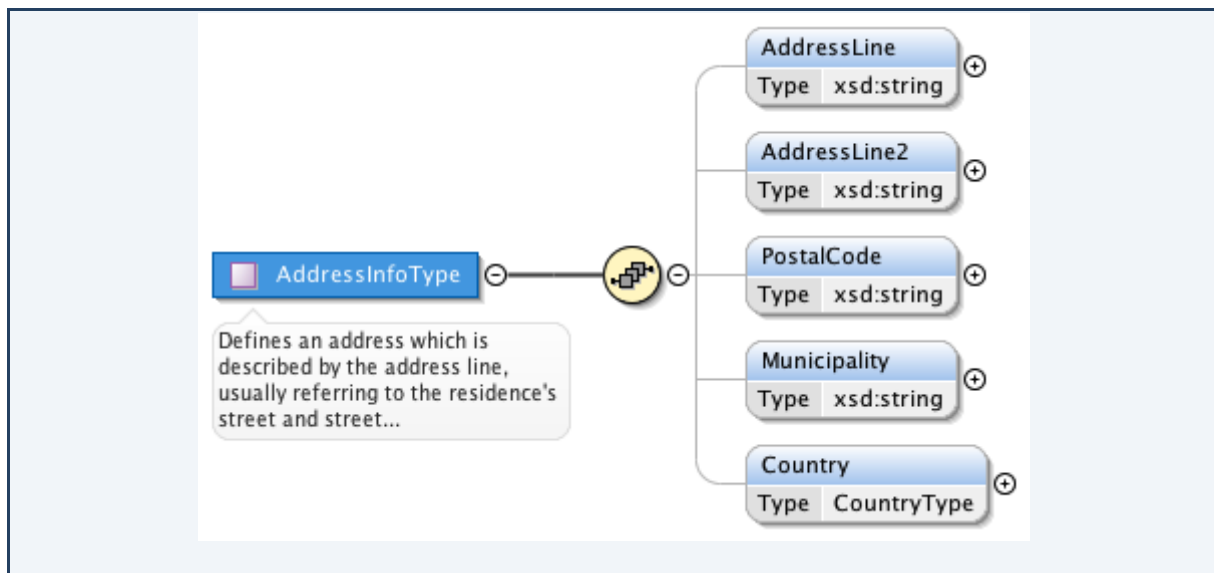 AddressLine
Type xsd:string
AddressLine2
Type xsd:string
AddressInfoType
PostalCode
Type xsd:string
Defines an address which is
described by the address line,
usually referring to the residence's
street and street...
Municipality
Type xsd:string
Country
Type CountryType